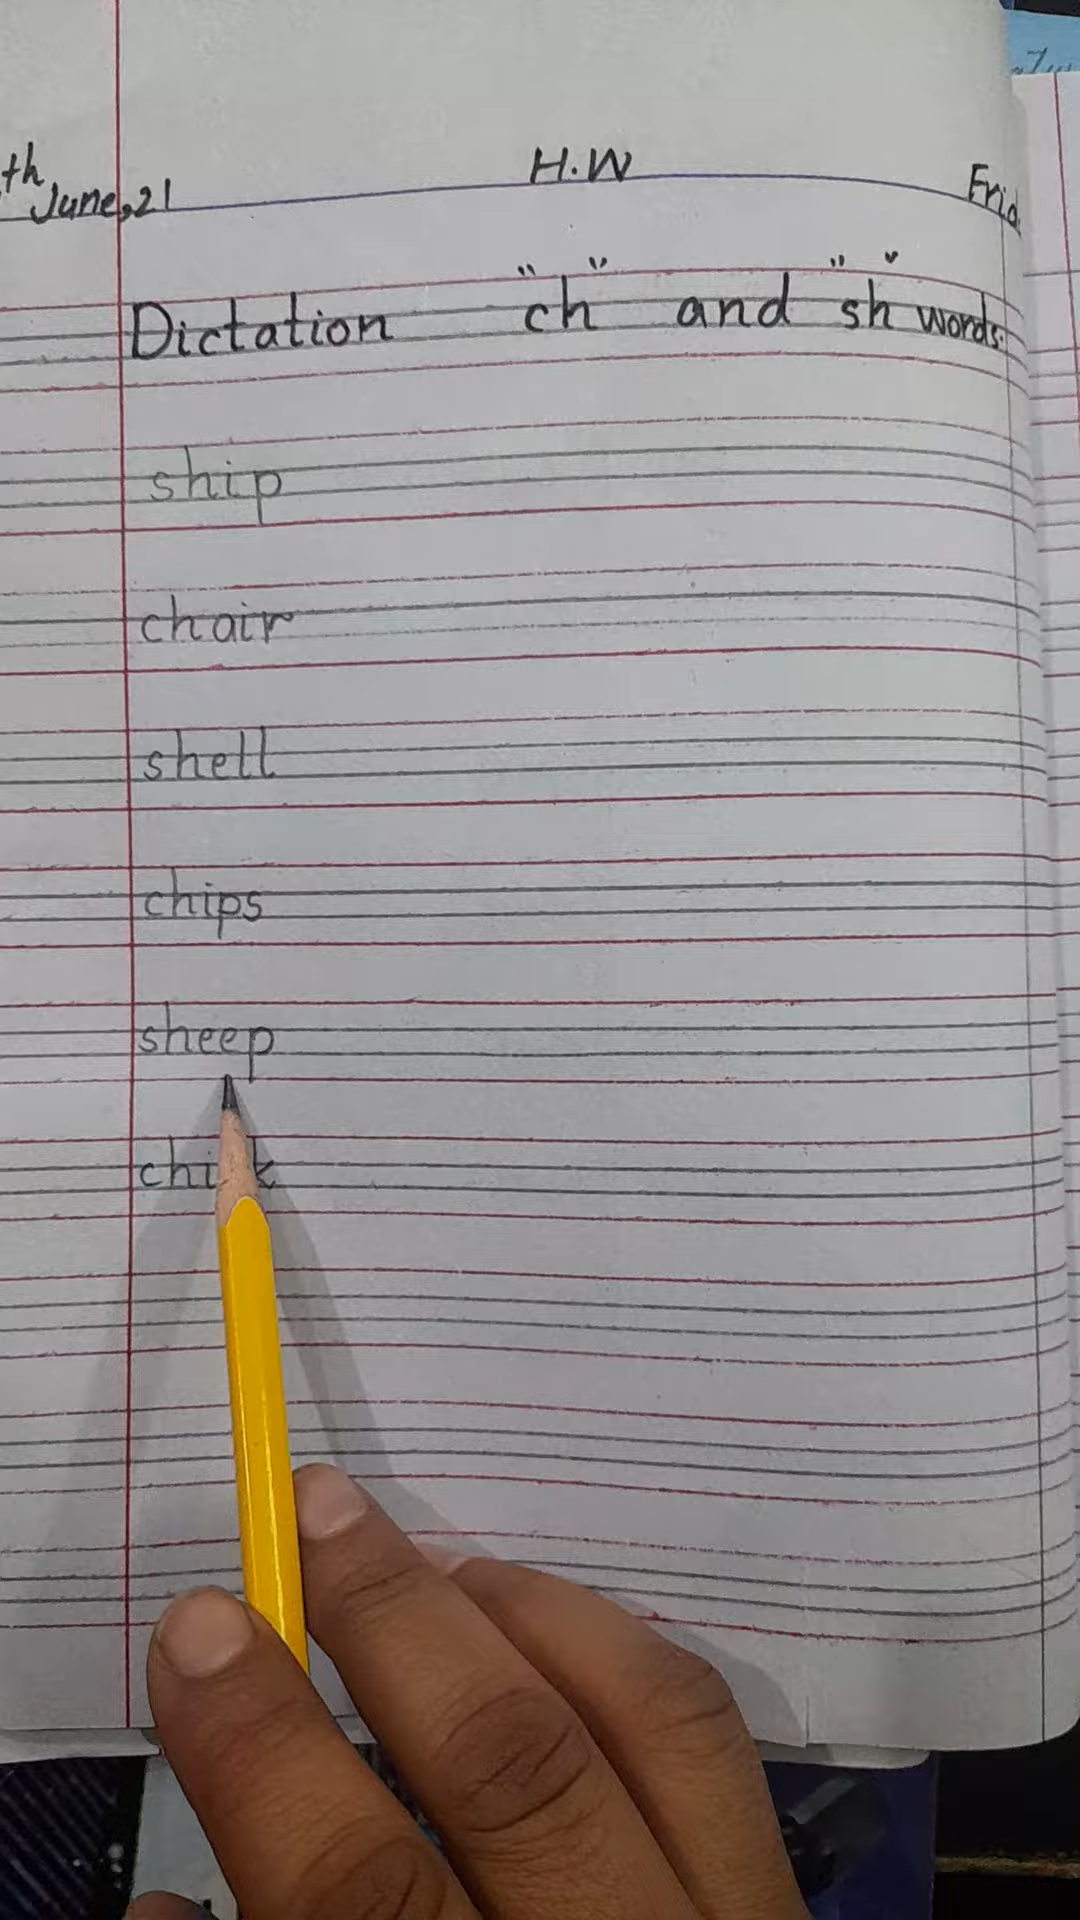 th June, 21 H.W Frid
Dictation "ch" and "sh" words.
ship
chair
shell
chips
sheep